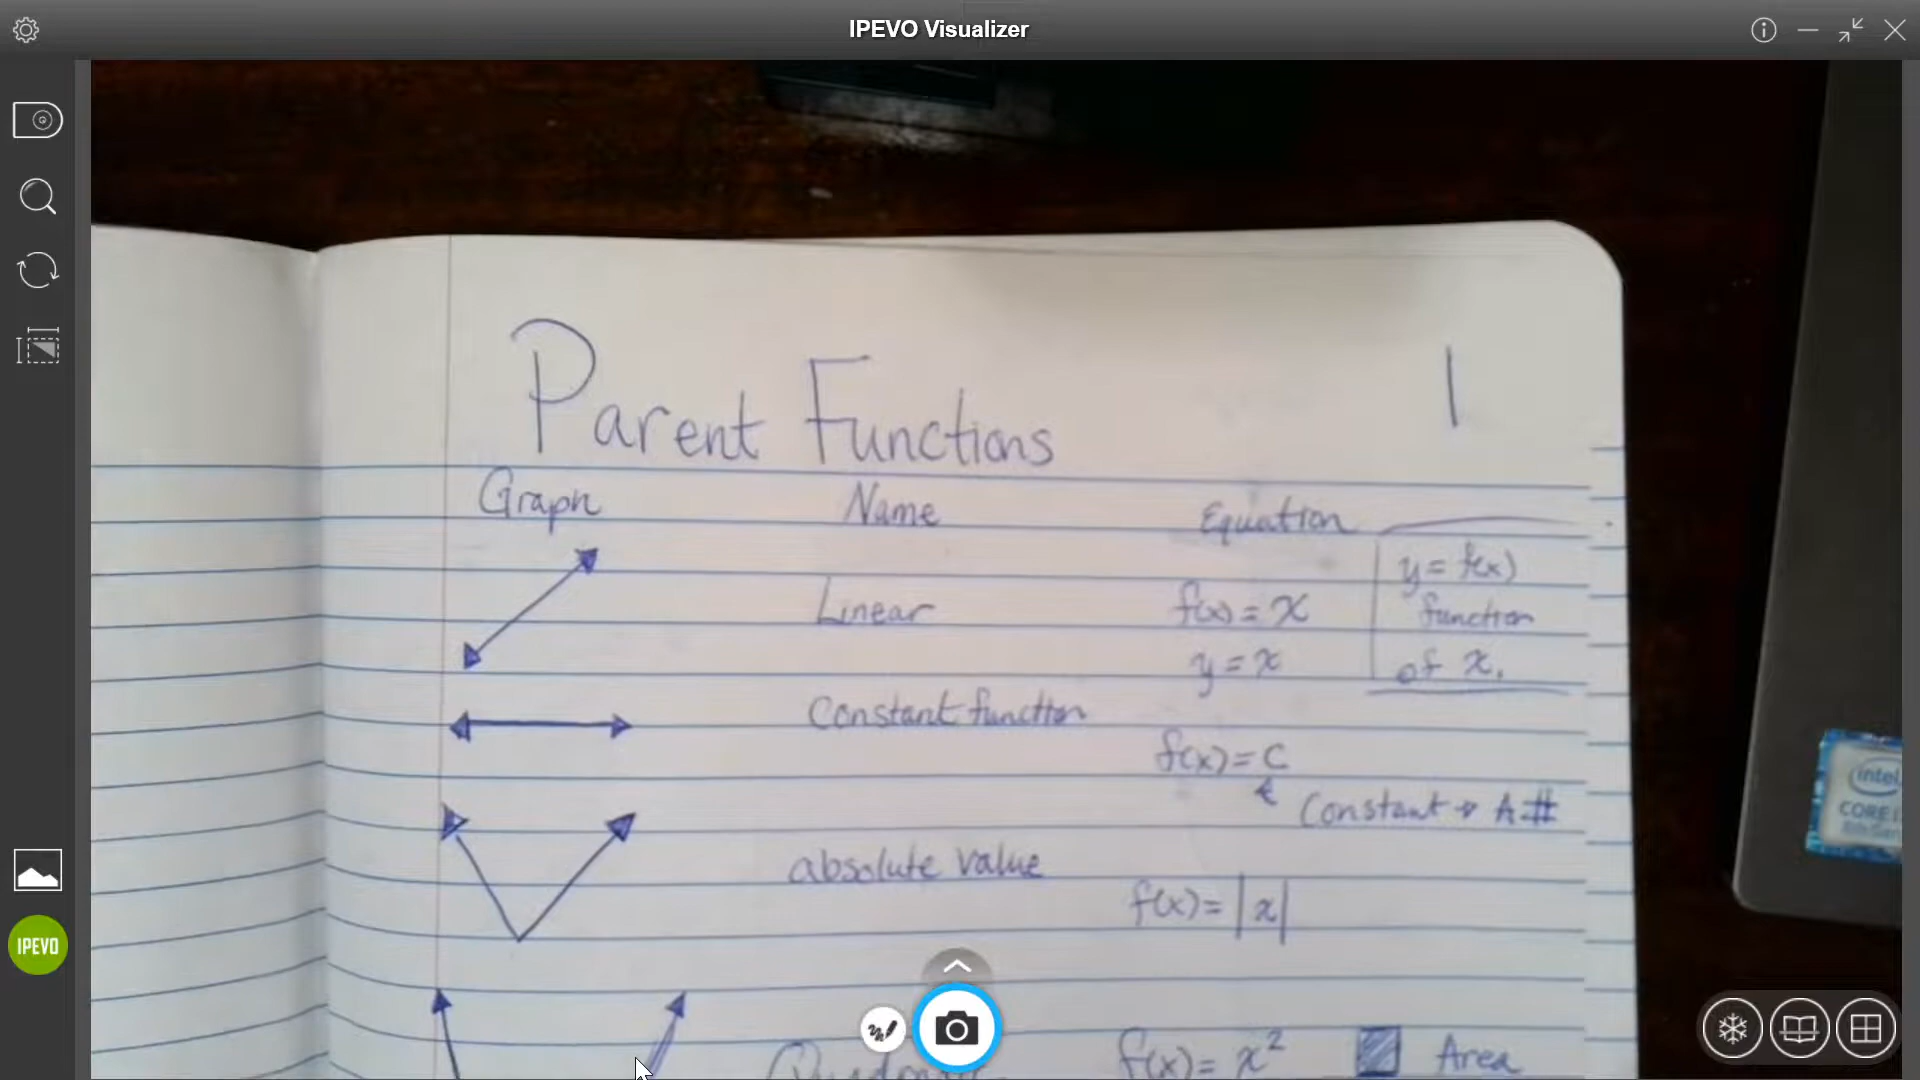 IPEVO Visualizer
Parent Functions 1
Graph Name Equation
y = f(x)
Linear f(x) = x function
y = x of x.
Constant function
f(x) = C
Constant → A #
absolute value
f(x) = |x|
Quadratic f(x) = x² Area
intel
CORE
IPEVO